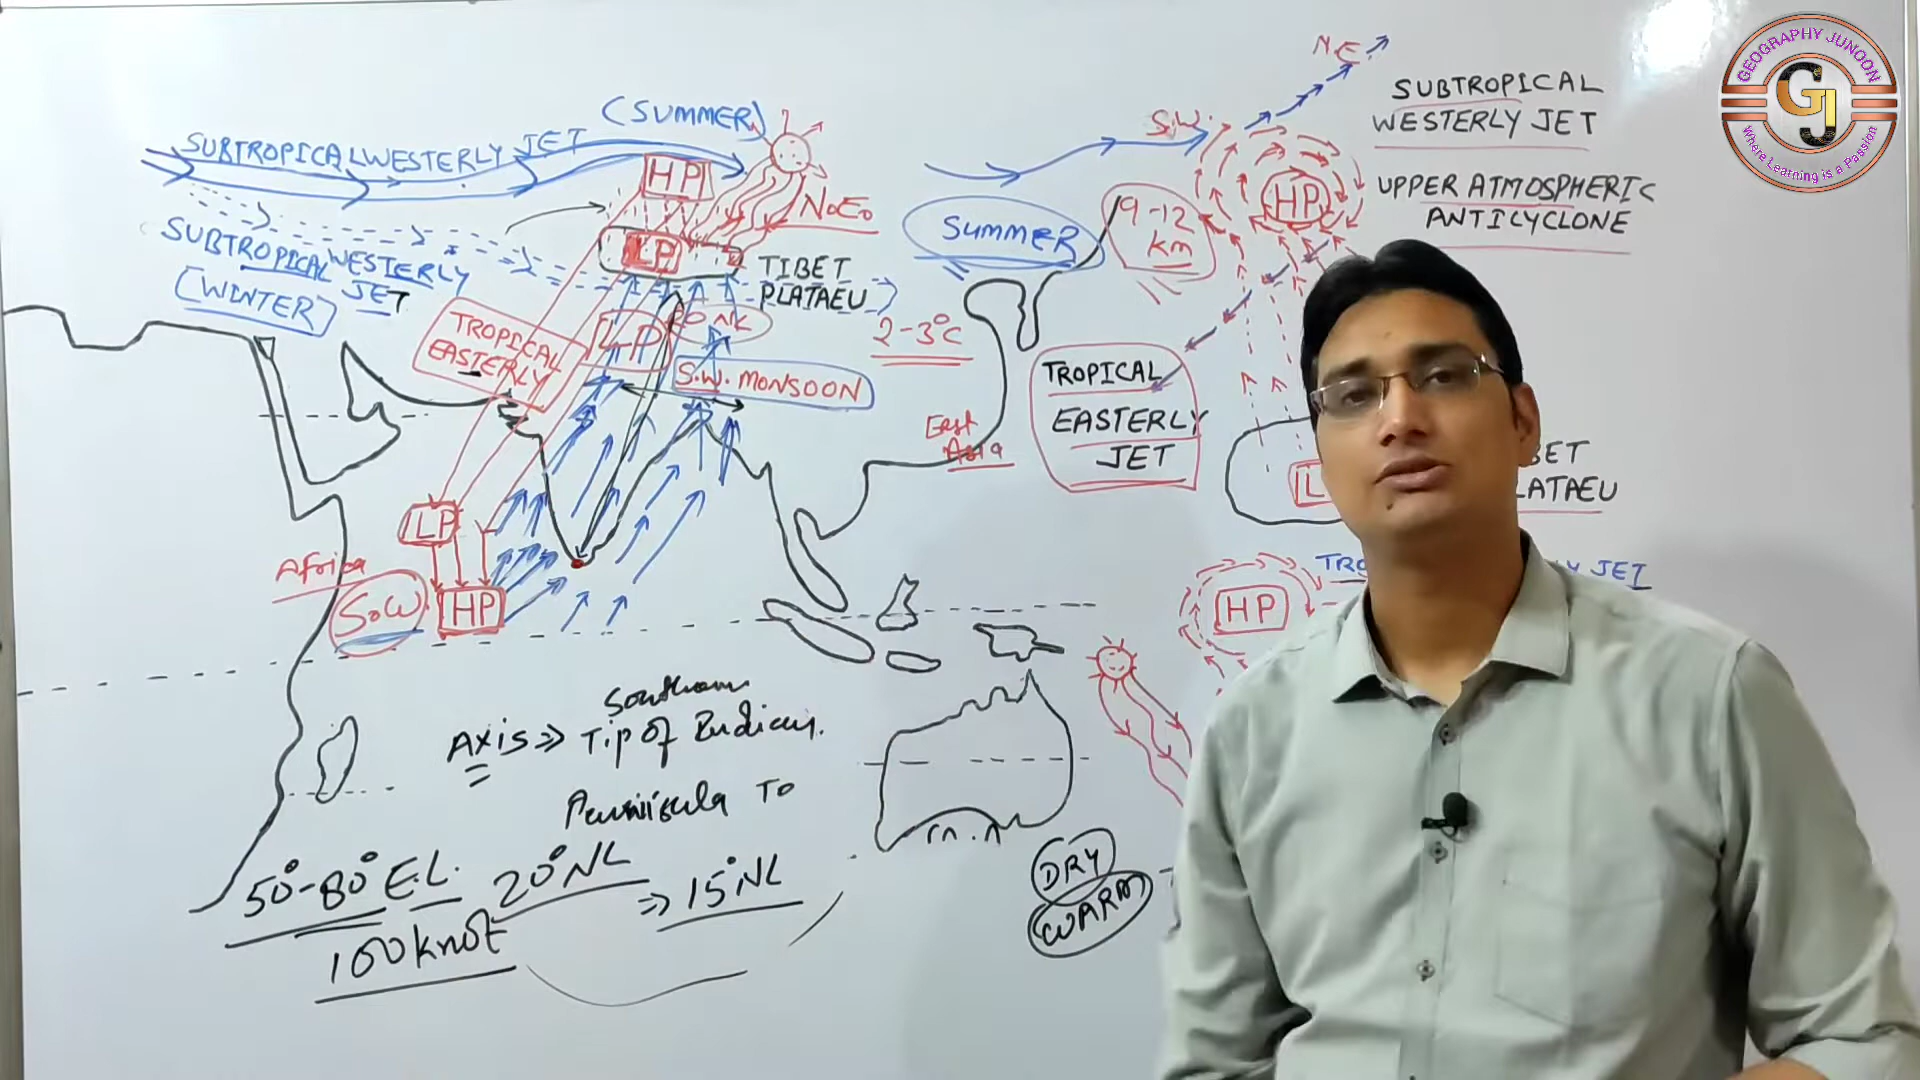 GEOGRAPHY JUNOON
GJ
Where Learning is a Passion
(SUMMER)
SUBTROPICAL WESTERLY JET
HP
N.E.
LP
TIBET
PLATAEU
SUBTROPICAL WESTERLY
JET
(WINTER)
TROPICAL
EASTERLY
LP
2-3°C
S.W. MONSOON
East
Asia
LP
Africa
S.W
HP
AXIS ⇒ Southern
Tip of Indian
Peninsula To
50°-80° E.L.
20°NL
⇒ 15°NL
100 knot
N E
S.W.
SUBTROPICAL
WESTERLY JET
HP
UPPER ATMOSPHERIC
ANTICYCLONE
SUMMER
9-12
km
TROPICAL
EASTERLY
JET
HP
JET
DRY
WARM